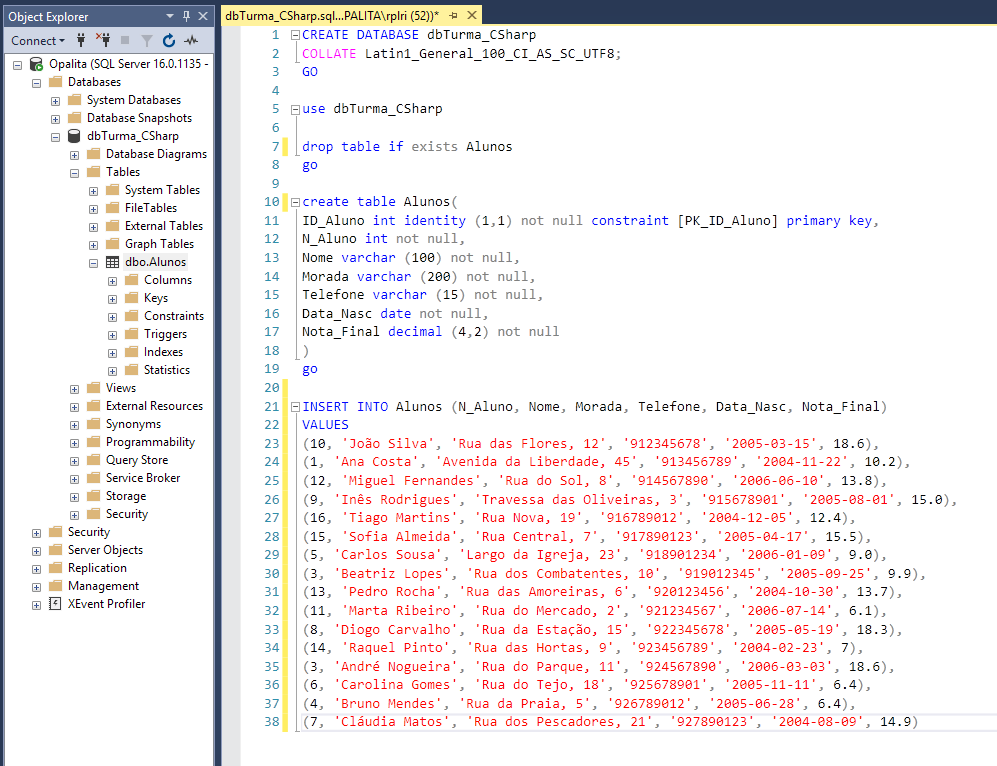 Object Explorer
Connect
Opalita (SQL Server 16.0.1135 -
Databases
System Databases
Database Snapshots
dbTurma_CSharp
Database Diagrams
Tables
System Tables
FileTables
External Tables
Graph Tables
dbo.Alunos
Columns
Keys
Constraints
Triggers
Indexes
Statistics
Views
External Resources
Synonyms
Programmability
Query Store
Service Broker
Storage
Security
Security
Server Objects
Replication
Management
XEvent Profiler
dbTurma_CSharp.sql...PALITA\rplri (52))*
1 CREATE DATABASE dbTurma_CSharp
2 COLLATE Latin1_General_100_CI_AS_SC_UTF8;
3 GO
4
5 use dbTurma_CSharp
6
7 drop table if exists Alunos
8 go
9
10 create table Alunos(
11 ID_Aluno int identity (1,1) not null constraint [PK_ID_Aluno] primary key,
12 N_Aluno int not null,
13 Nome varchar (100) not null,
14 Morada varchar (200) not null,
15 Telefone varchar (15) not null,
16 Data_Nasc date not null,
17 Nota_Final decimal (4,2) not null
18 )
19 go
20
21 INSERT INTO Alunos (N_Aluno, Nome, Morada, Telefone, Data_Nasc, Nota_Final)
22 VALUES
23 (10, 'João Silva', 'Rua das Flores, 12', '912345678', '2005-03-15', 18.6),
24 (1, 'Ana Costa', 'Avenida da Liberdade, 45', '913456789', '2004-11-22', 10.2),
25 (12, 'Miguel Fernandes', 'Rua do Sol, 8', '914567890', '2006-06-10', 13.8),
26 (9, 'Inês Rodrigues', 'Travessa das Oliveiras, 3', '915678901', '2005-08-01', 15.0),
27 (16, 'Tiago Martins', 'Rua Nova, 19', '916789012', '2004-12-05', 12.4),
28 (15, 'Sofia Almeida', 'Rua Central, 7', '917890123', '2005-04-17', 15.5),
29 (5, 'Carlos Sousa', 'Largo da Igreja, 23', '918901234', '2006-01-09', 9.0),
30 (3, 'Beatriz Lopes', 'Rua dos Combatentes, 10', '919012345', '2005-09-25', 9.9),
31 (13, 'Pedro Rocha', 'Rua das Amoreiras, 6', '920123456', '2004-10-30', 13.7),
32 (11, 'Marta Ribeiro', 'Rua do Mercado, 2', '921234567', '2006-07-14', 6.1),
33 (8, 'Diogo Carvalho', 'Rua da Estação, 15', '922345678', '2005-05-19', 18.3),
34 (14, 'Raquel Pinto', 'Rua das Hortas, 9', '923456789', '2004-02-23', 7),
35 (3, 'André Nogueira', 'Rua do Parque, 11', '924567890', '2006-03-03', 18.6),
36 (6, 'Carolina Gomes', 'Rua do Tejo, 18', '925678901', '2005-11-11', 6.4),
37 (4, 'Bruno Mendes', 'Rua da Praia, 5', '926789012', '2005-06-28', 6.4),
38 (7, 'Cláudia Matos', 'Rua dos Pescadores, 21', '927890123', '2004-08-09', 14.9)